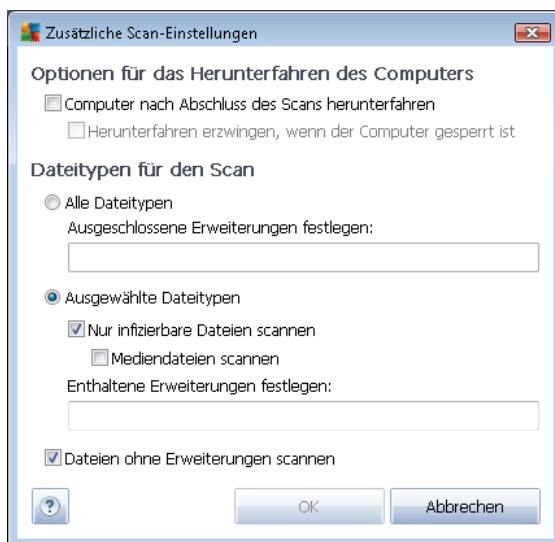 Zusätzliche Scan-Einstellungen
Optionen für das Herunterfahren des Computers
Computer nach Abschluss des Scans herunterfahren
Herunterfahren erzwingen, wenn der Computer gesperrt ist
Dateitypen für den Scan
Alle Dateitypen
Ausgeschlossene Erweiterungen festlegen:
Ausgewählte Dateitypen
Nur infizierbare Dateien scannen
Mediendateien scannen
Enthaltene Erweiterungen festlegen:
Dateien ohne Erweiterungen scannen
? OK Abbrechen